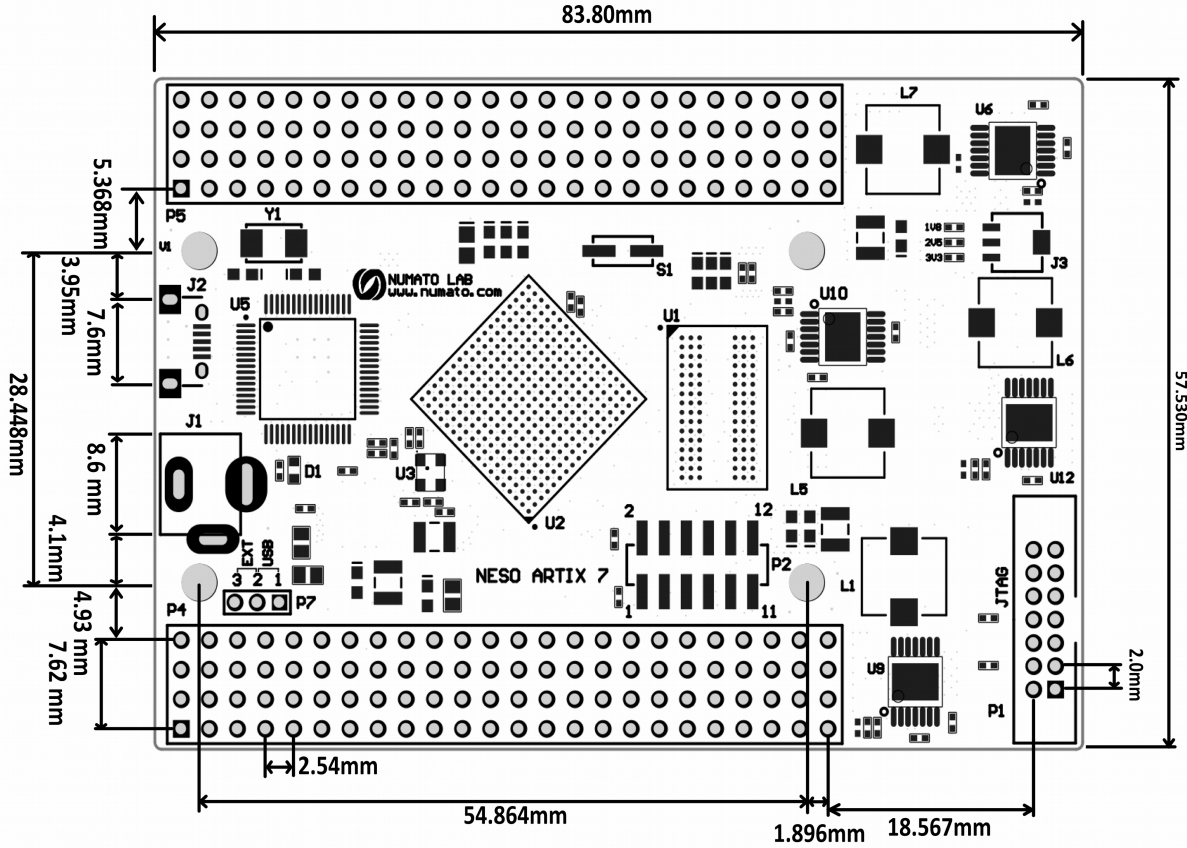 83.80mm
L7
U6
5.368mm
P5
Y1
V1
1V8
2V5
3V3
J3
S1
3.95mm
J2
NUMATO LAB
www.numato.com
U5
U1
U10
7.6mm
L6
57.530mm
28.448mm
J1
8.6 mm
D1
U3
U12
L5
2
12
U2
4.1mm
EXT
USB
3 2 1
P7
NESO ARTIX 7
P2
1
11
L1
JTAG
P4
4.93 mm
7.62 mm
U9
P1
2.0mm
2.54mm
54.864mm
1.896mm
18.567mm